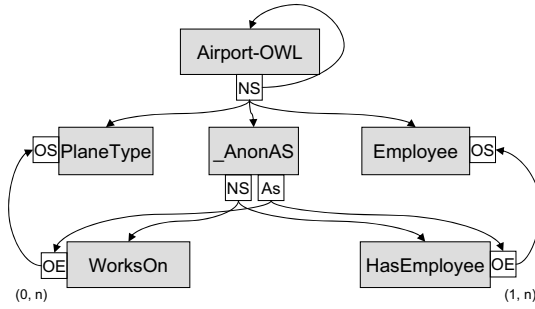 Airport-OWL
NS
OS PlaneType
_AnonAS
Employee OS
NS As
OE WorksOn
HasEmployee OE
(0, n)
(1, n)